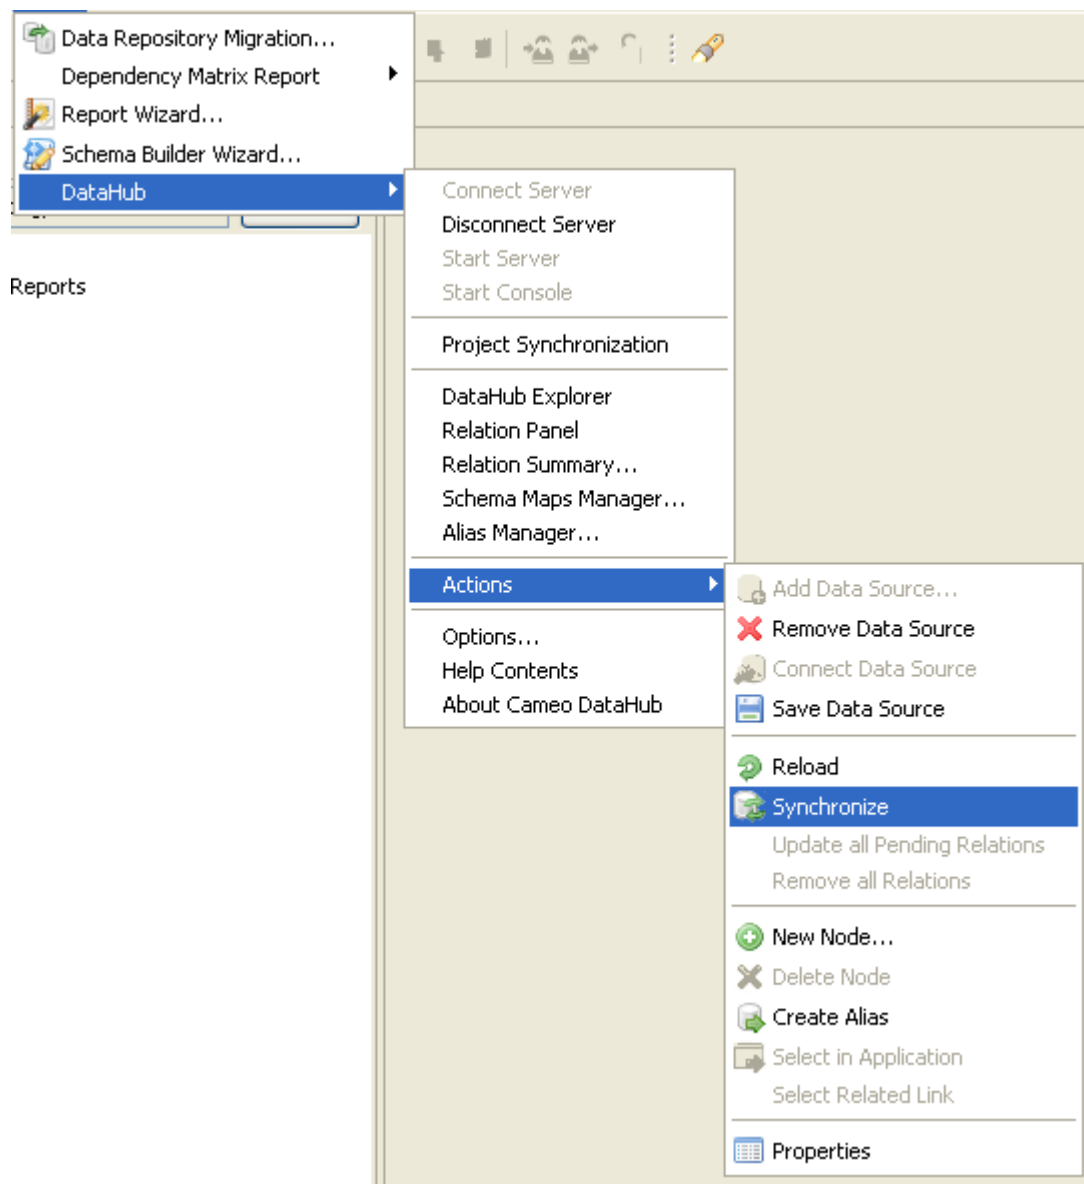 Data Repository Migration...
Dependency Matrix Report
Report Wizard...
Schema Builder Wizard...
DataHub
Reports
Connect Server
Disconnect Server
Start Server
Start Console
Project Synchronization
DataHub Explorer
Relation Panel
Relation Summary...
Schema Maps Manager...
Alias Manager...
Actions
Options...
Help Contents
About Cameo DataHub
Add Data Source...
Remove Data Source
Connect Data Source
Save Data Source
Reload
Synchronize
Update all Pending Relations
Remove all Relations
New Node...
Delete Node
Create Alias
Select in Application
Select Related Link
Properties